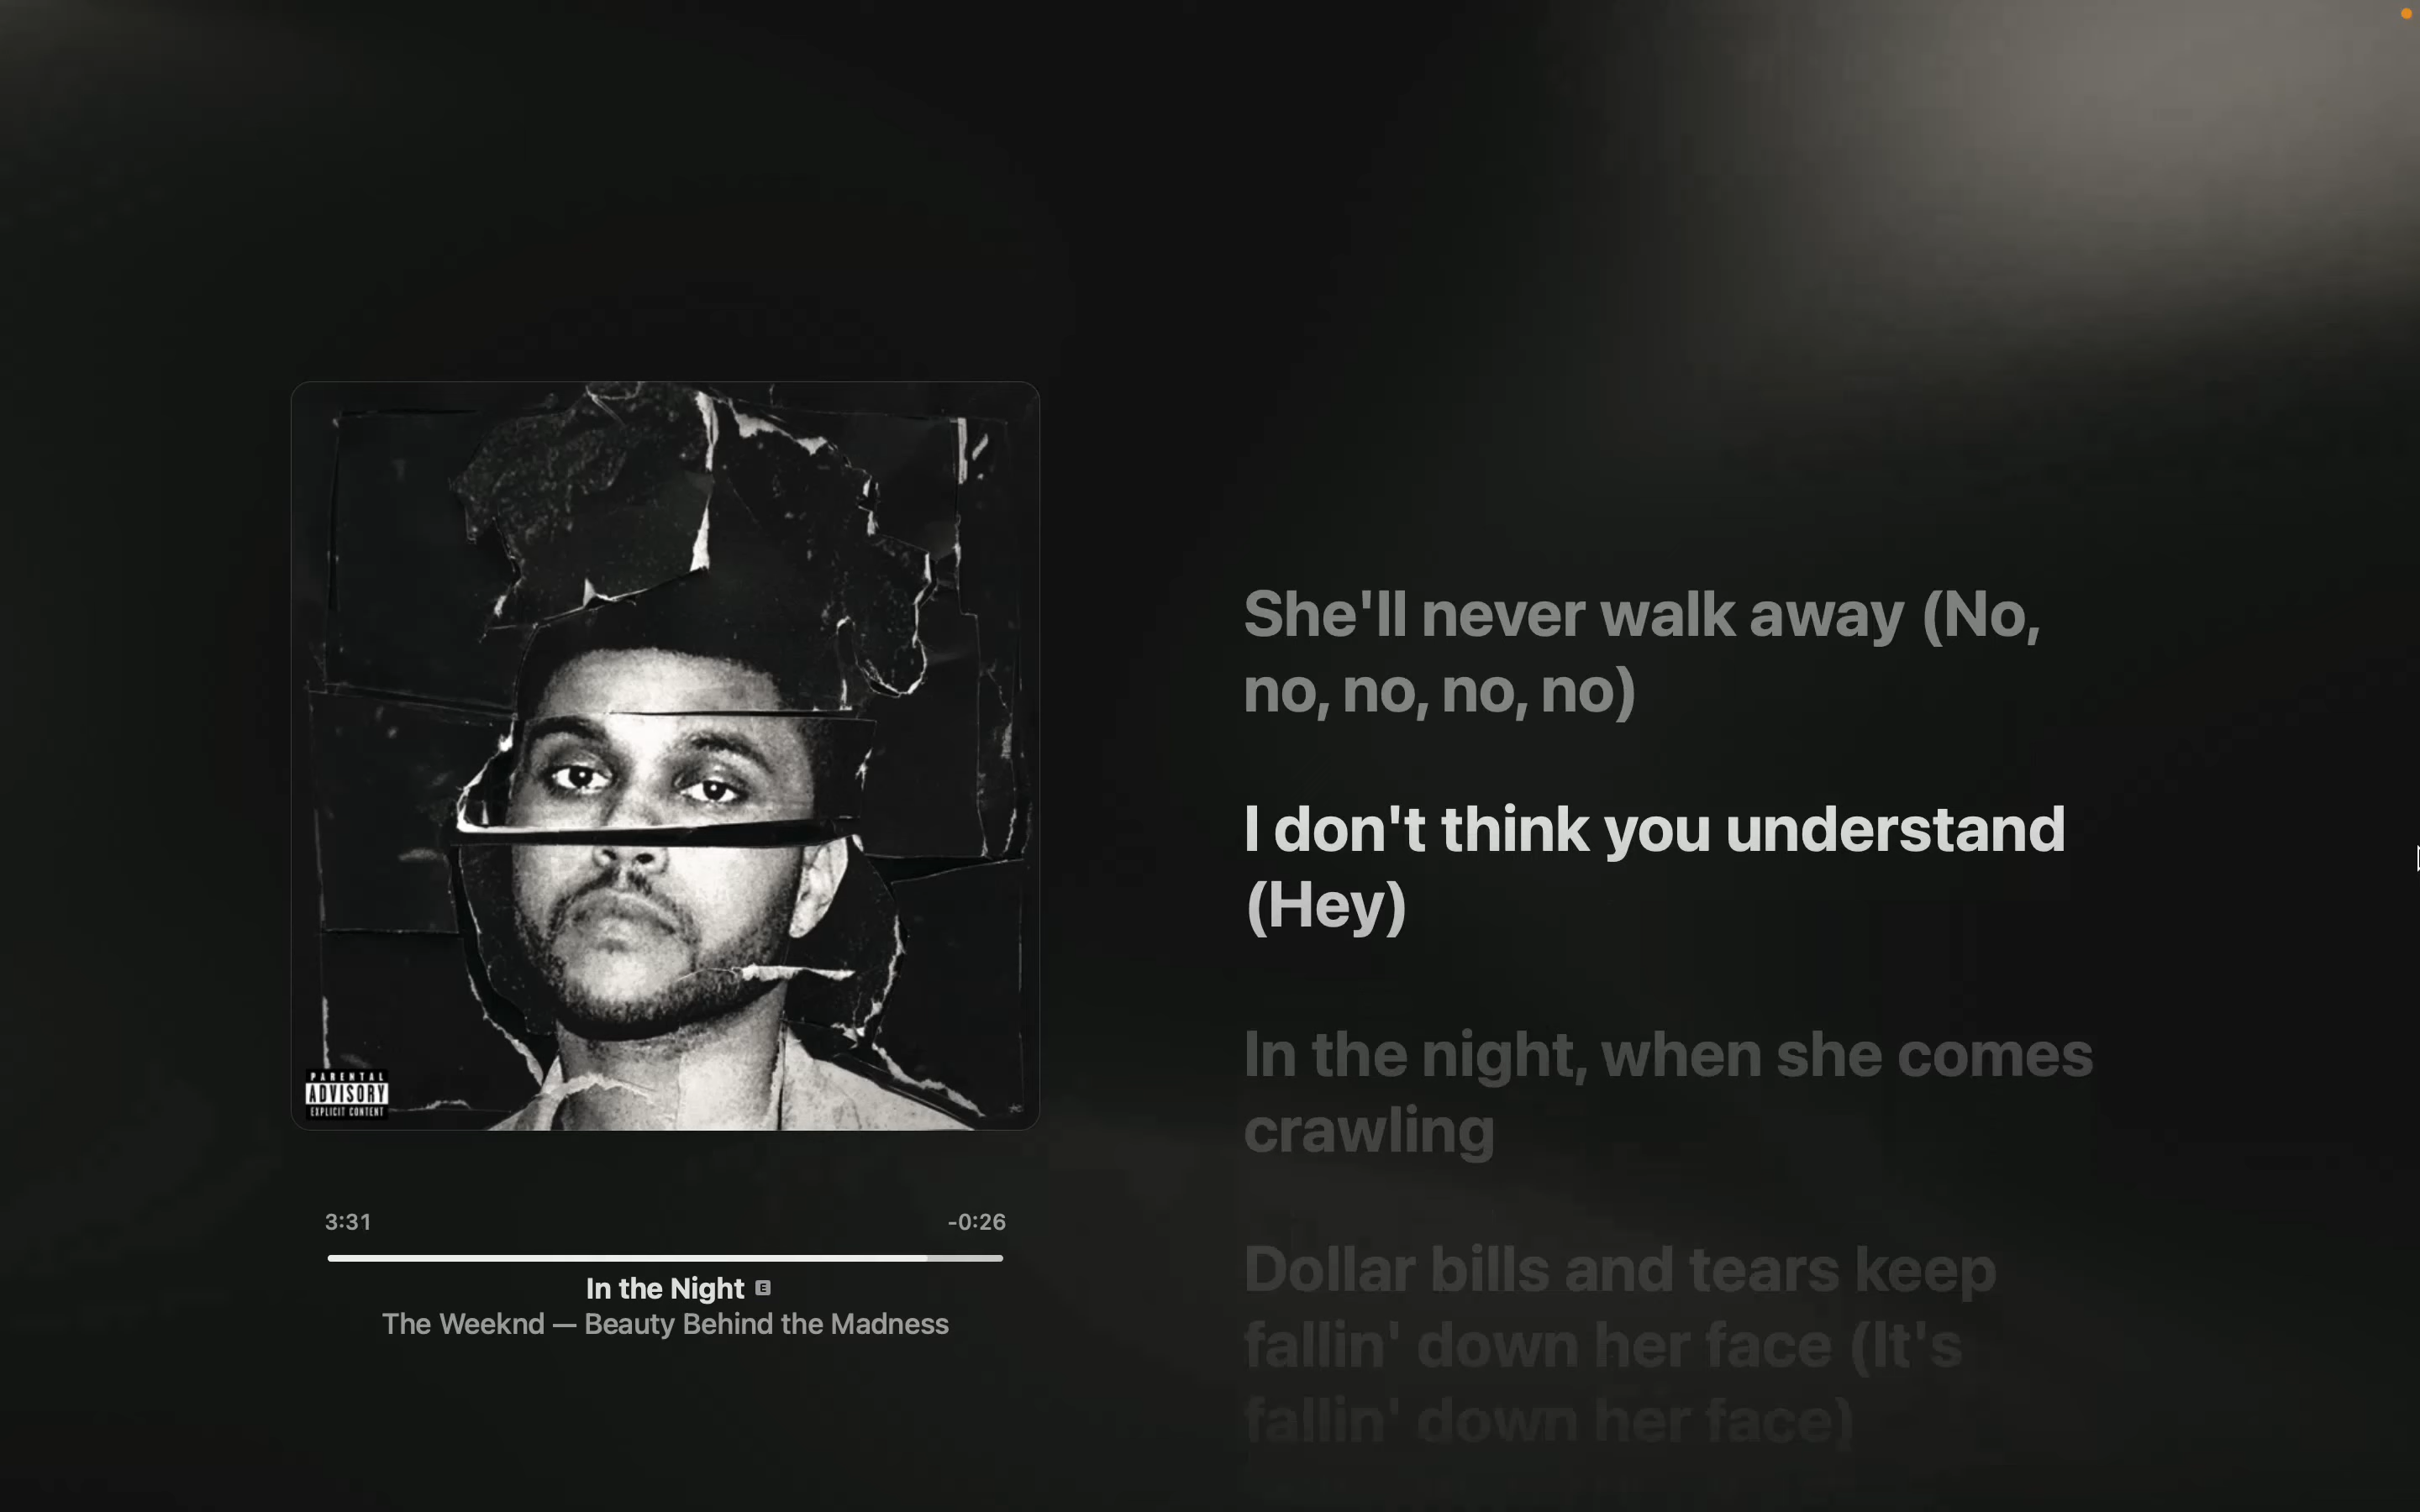 PARENTAL
ADVISORY
EXPLICIT CONTENT
3:31
-0:26
In the Night E
The Weeknd — Beauty Behind the Madness
She'll never walk away (No,
no, no, no, no)
I don't think you understand
(Hey)
In the night, when she comes
crawling
Dollar bills and tears keep
fallin' down her face (It's
fallin' down her face)